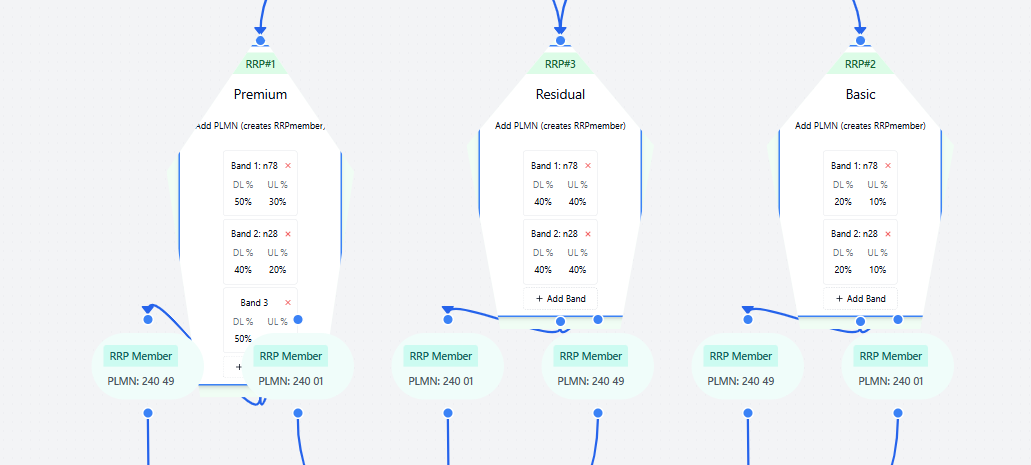 RRP#1
Premium
Add PLMN (creates RRPmember)
Band 1: n78 ×
DL % UL %
50% 30%
Band 2: n28 ×
DL % UL %
40% 20%
Band 3 ×
DL % UL %
50%
+
RRP Member
PLMN: 240 49
RRP Member
PLMN: 240 01
RRP#3
Residual
Add PLMN (creates RRPmember)
Band 1: n78 ×
DL % UL %
40% 40%
Band 2: n28 ×
DL % UL %
40% 40%
+ Add Band
RRP Member
PLMN: 240 01
RRP Member
PLMN: 240 49
RRP#2
Basic
Add PLMN (creates RRPmember)
Band 1: n78 ×
DL % UL %
20% 10%
Band 2: n28 ×
DL % UL %
20% 10%
+ Add Band
RRP Member
PLMN: 240 49
RRP Member
PLMN: 240 01